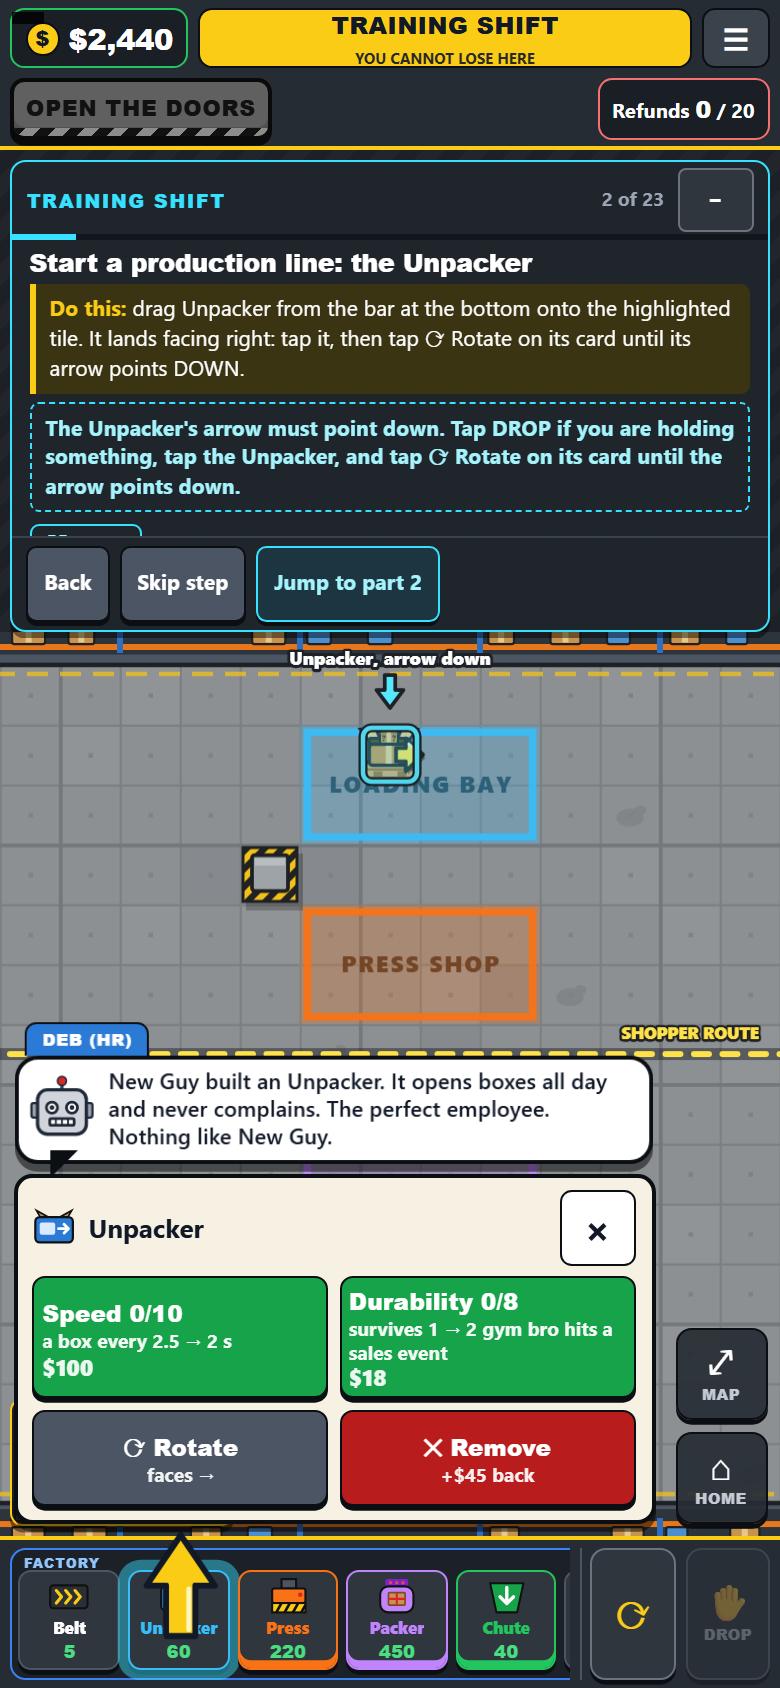 $2,440
TRAINING SHIFT
YOU CANNOT LOSE HERE
OPEN THE DOORS
Refunds 0 / 20
TRAINING SHIFT
2 of 23
Start a production line: the Unpacker
Do this: drag Unpacker from the bar at the bottom onto the highlighted
tile. It lands facing right: tap it, then tap ⟳ Rotate on its card until its
arrow points DOWN.
The Unpacker's arrow must point down. Tap DROP if you are holding
something, tap the Unpacker, and tap ⟳ Rotate on its card until the
arrow points down.
Back
Skip step
Jump to part 2
Unpacker, arrow down
LOADING BAY
PRESS SHOP
SHOPPER ROUTE
DEB (HR)
New Guy built an Unpacker. It opens boxes all day
and never complains. The perfect employee.
Nothing like New Guy.
Unpacker
×
Speed 0/10
a box every 2.5 → 2 s
$100
Durability 0/8
survives 1 → 2 gym bro hits a
sales event
$18
⟳ Rotate
faces →
✕ Remove
+$45 back
MAP
HOME
FACTORY
Belt
5
60
Press
220
Packer
450
Chute
40
DROP